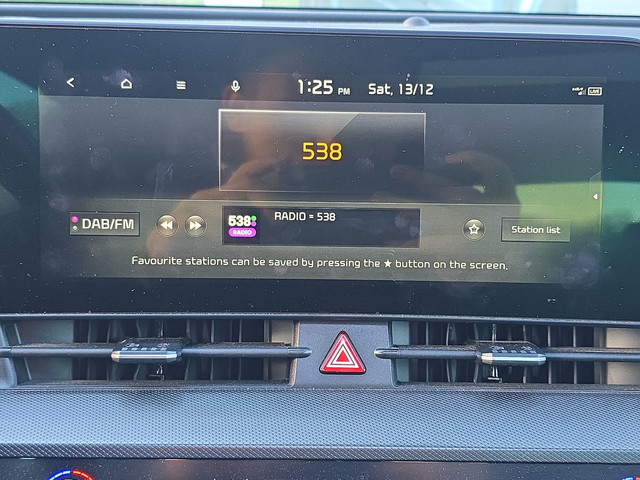 1:25 PM Sat, 13/12
LIVE
538
DAB/FM
538
RADIO
RADIO = 538
Station list
Favourite stations can be saved by pressing the ★ button on the screen.